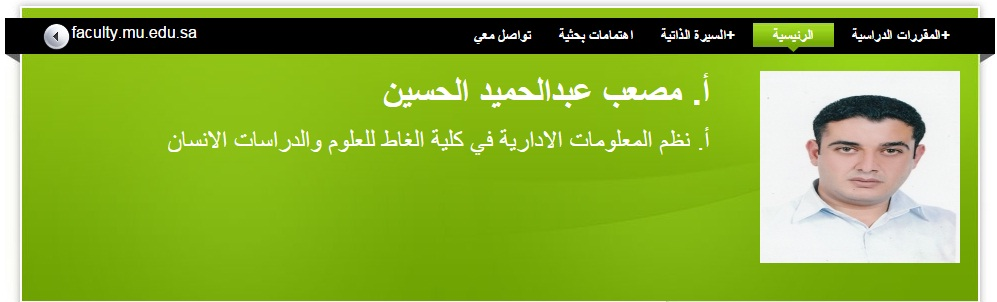 +المقررات الدراسية
الرئيسية
+السيرة الذاتية
اهتمامات بحثية
تواصل معي
faculty.mu.edu.sa
أ. مصعب عبدالحميد الحسين
أ. نظم المعلومات الادارية في كلية الغاط للعلوم والدراسات الانسان